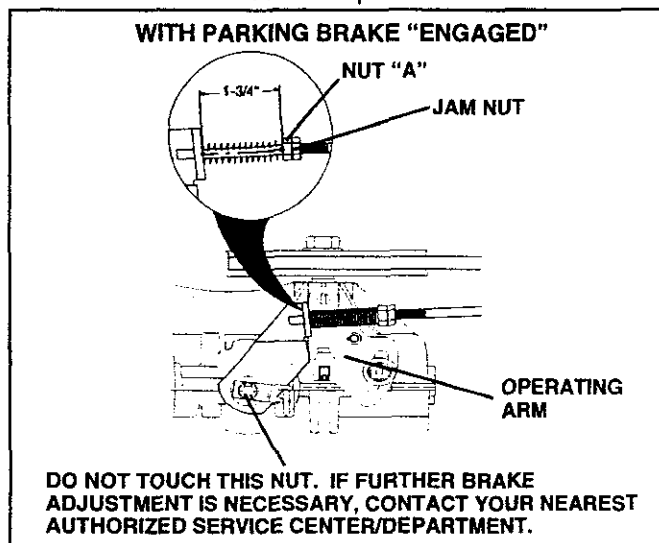 WITH PARKING BRAKE “ENGAGED”
NUT “A”
1-3/4"
JAM NUT
OPERATING
ARM
DO NOT TOUCH THIS NUT. IF FURTHER BRAKE
ADJUSTMENT IS NECESSARY, CONTACT YOUR NEAREST
AUTHORIZED SERVICE CENTER/DEPARTMENT.